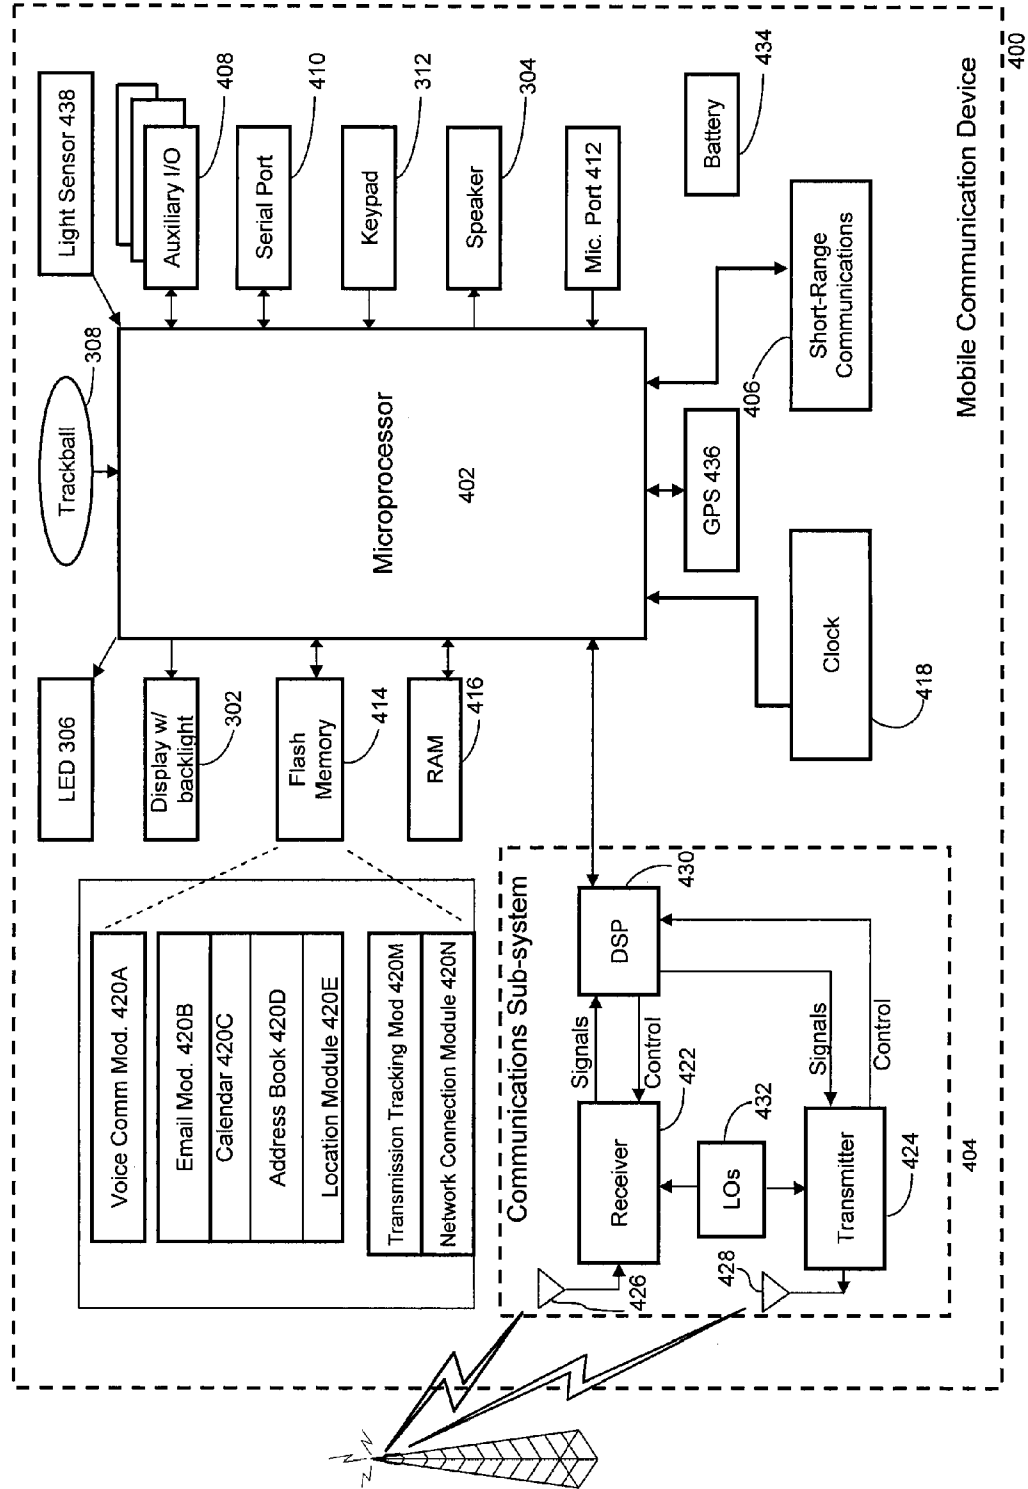 LED 306
Trackball
308
Light Sensor 438
Display w/
backlight
302
Auxiliary I/O
408
Flash
Memory
414
Serial Port
410
RAM
416
Keypad
312
Speaker
304
Mic. Port 412
Microprocessor
402
Voice Comm Mod. 420A
Email Mod. 420B
Calendar 420C
Address Book 420D
Location Module 420E
Transmission Tracking Mod 420M
Network Connection Module 420N
Communications Sub-system
DSP
430
Signals
Control
Receiver
422
426
LOs
432
428
Signals
Control
Transmitter
424
404
GPS 436
Battery
434
Clock
418
Short-Range
Communications
406
Mobile Communication Device
400